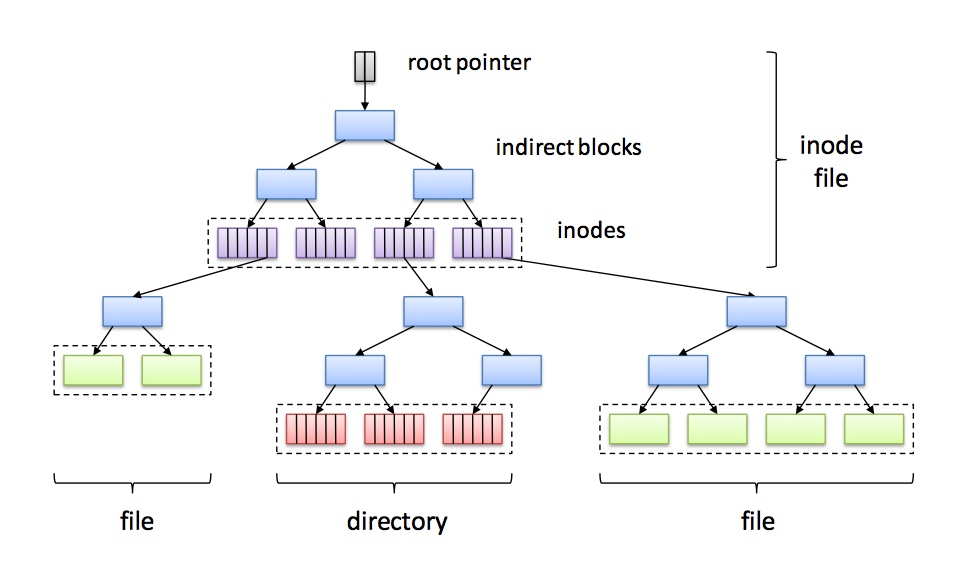 root pointer
indirect blocks
inode
file
inodes
file
directory
file